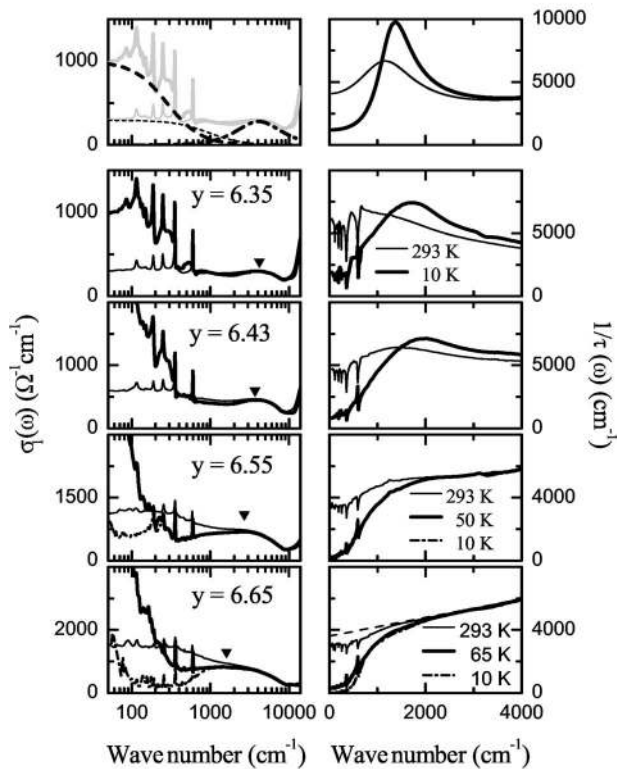 1000
0
10000
5000
0
y = 6.35
1000
0
293 K
10 K
5000
0
y = 6.43
1000
0
5000
0
y = 6.55
1500
0
293 K
50 K
10 K
4000
0
y = 6.65
2000
0
293 K
65 K
10 K
4000
0
100 1000 10000
0 2000 4000
Wave number (cm⁻¹)
Wave number (cm⁻¹)
σ₁(ω) (Ω⁻¹cm⁻¹)
1/τ (ω) (cm⁻¹)